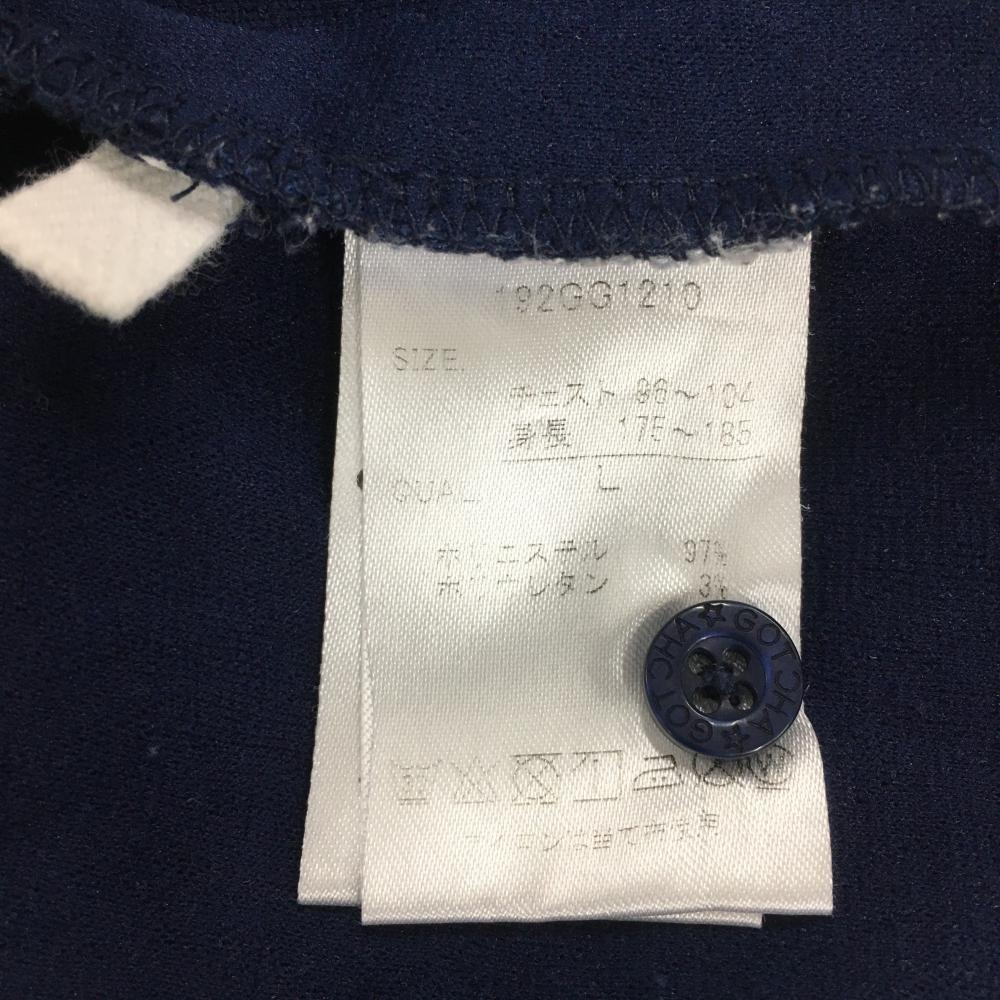 192GG1210
SIZE
チェスト 96～104
身長 175～185
L
QUAL
ポリエステル 97%
ポリウレタン 3%
アイロンは当て布使用
GOTCHA★GOTCHA★